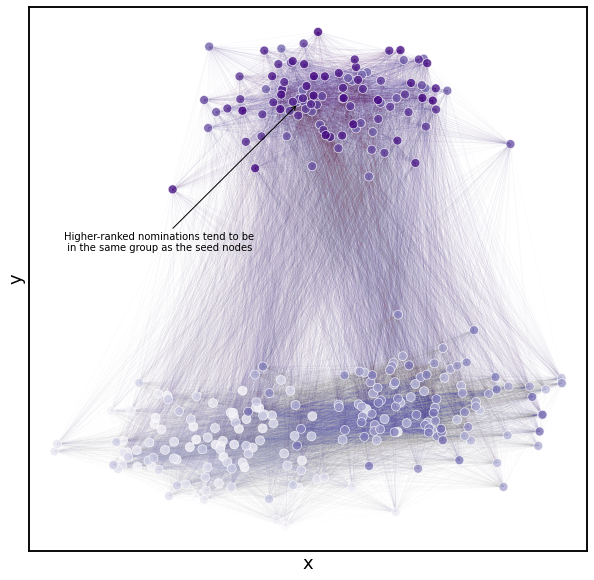 y
Higher-ranked nominations tend to be
in the same group as the seed nodes
x